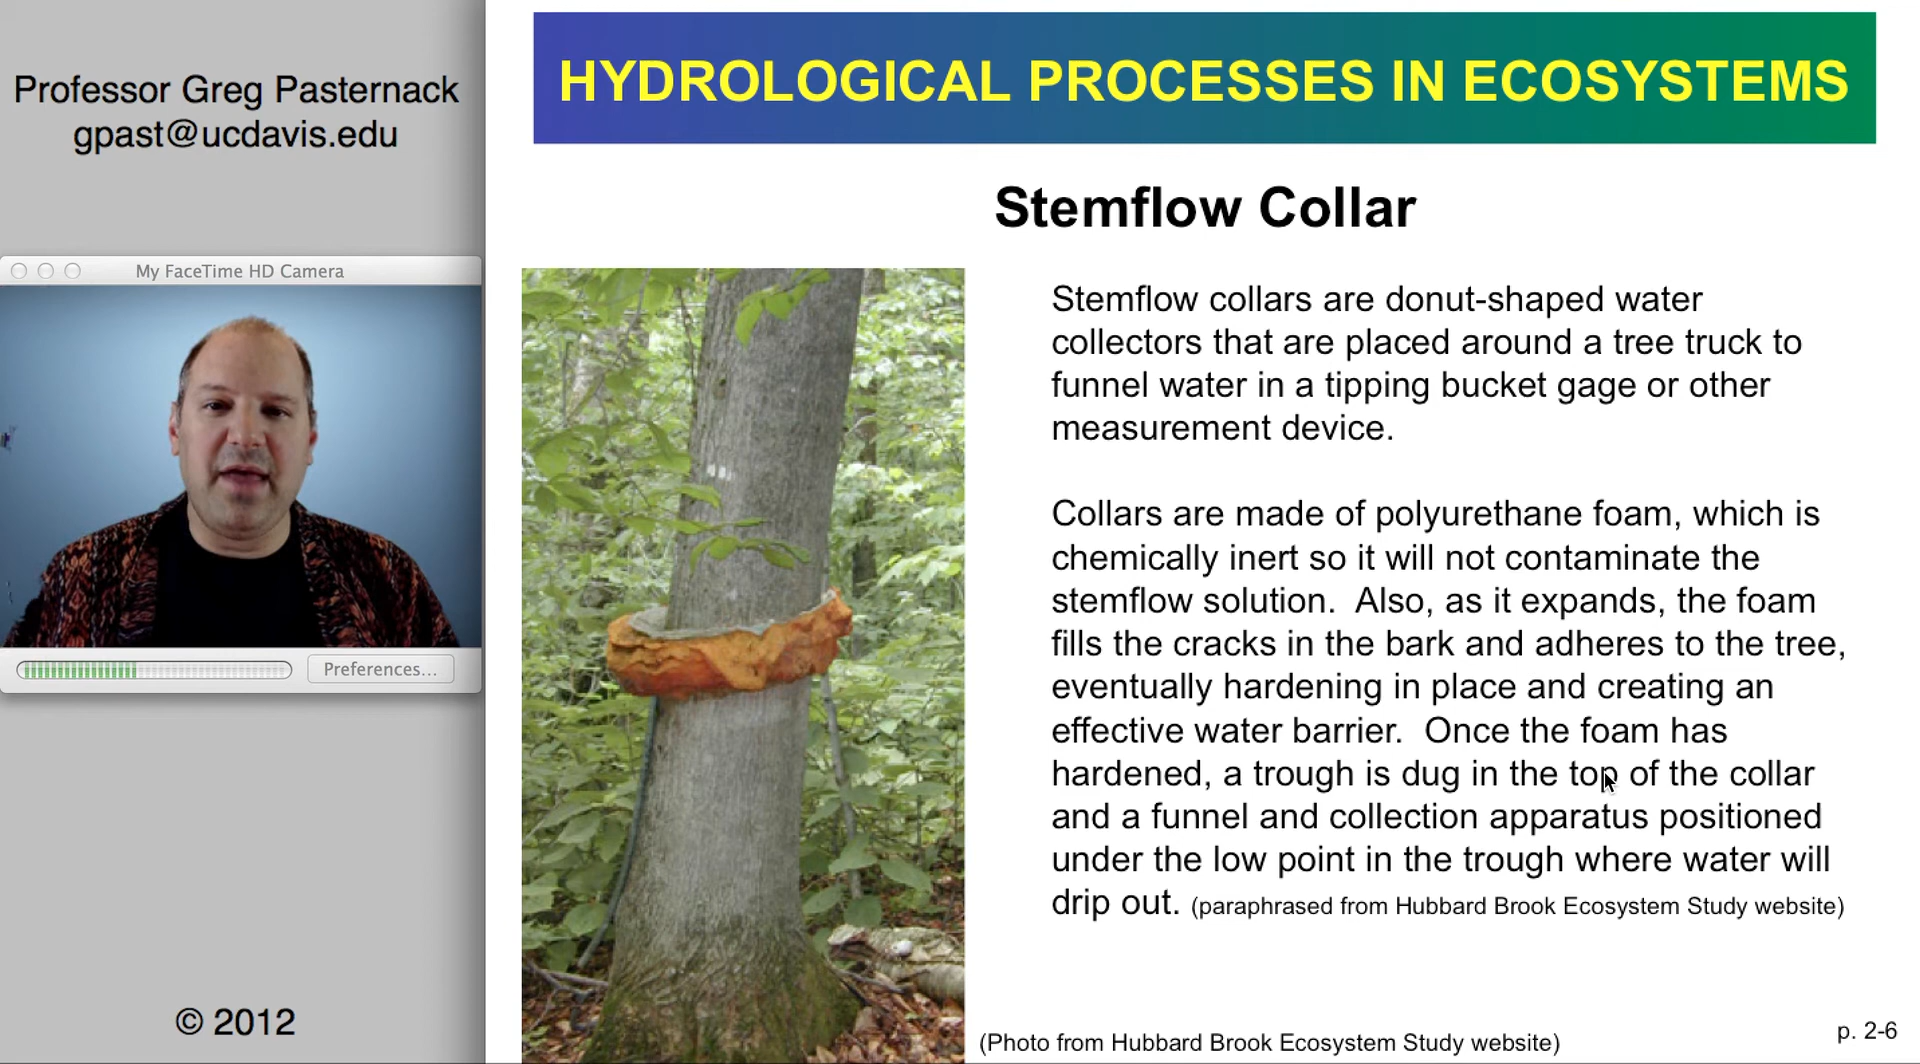 Professor Greg Pasternack
gpast@ucdavis.edu
My FaceTime HD Camera
Preferences...
© 2012
HYDROLOGICAL PROCESSES IN ECOSYSTEMS
Stemflow Collar
Stemflow collars are donut-shaped water
collectors that are placed around a tree truck to
funnel water in a tipping bucket gage or other
measurement device.
Collars are made of polyurethane foam, which is
chemically inert so it will not contaminate the
stemflow solution.  Also, as it expands, the foam
fills the cracks in the bark and adheres to the tree,
eventually hardening in place and creating an
effective water barrier.  Once the foam has
hardened, a trough is dug in the top of the collar
and a funnel and collection apparatus positioned
under the low point in the trough where water will
drip out. (paraphrased from Hubbard Brook Ecosystem Study website)
(Photo from Hubbard Brook Ecosystem Study website)
p. 2-6